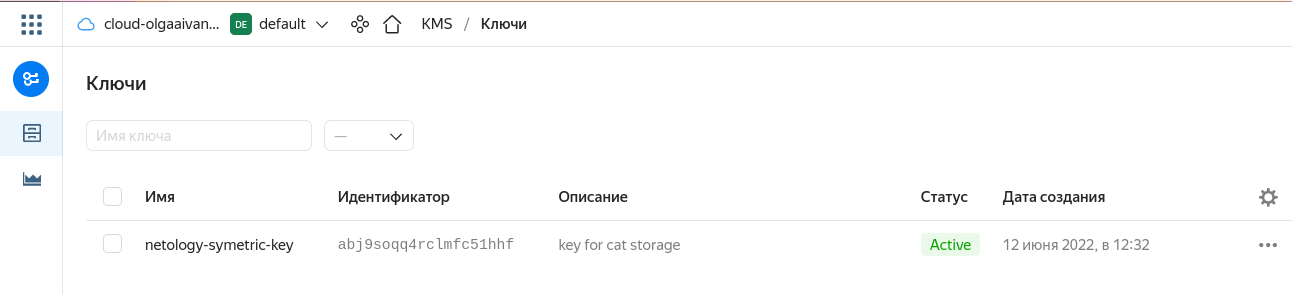 cloud-olgaaivan... DE default KMS / Ключи
Ключи
Имя ключа —
Имя Идентификатор Описание Статус Дата создания
netology-symetric-key abj9soqq4rclmfc51hhf key for cat storage Active 12 июня 2022, в 12:32